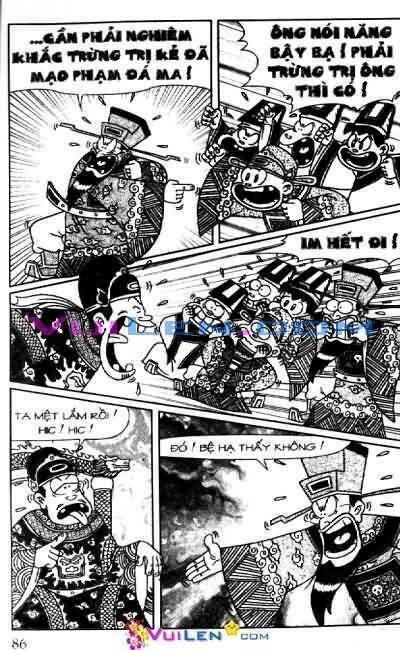 ...CẦN PHẢI NGHIÊM
KHẮC TRỪNG TRỊ KẺ ĐÃ
MẠO PHẠM ĐÁ MA!
ÔNG NÓI NĂNG
BẬY BẠ! PHẢI
TRỪNG TRỊ ÔNG
THÌ CÓ!
IM HẾT ĐI!
VUILEN.COM
TA MỆT LẮM RỒI!
HIC! HIC!
ĐÓ! BỆ HẠ THẤY KHÔNG!
86
VUILEN.COM